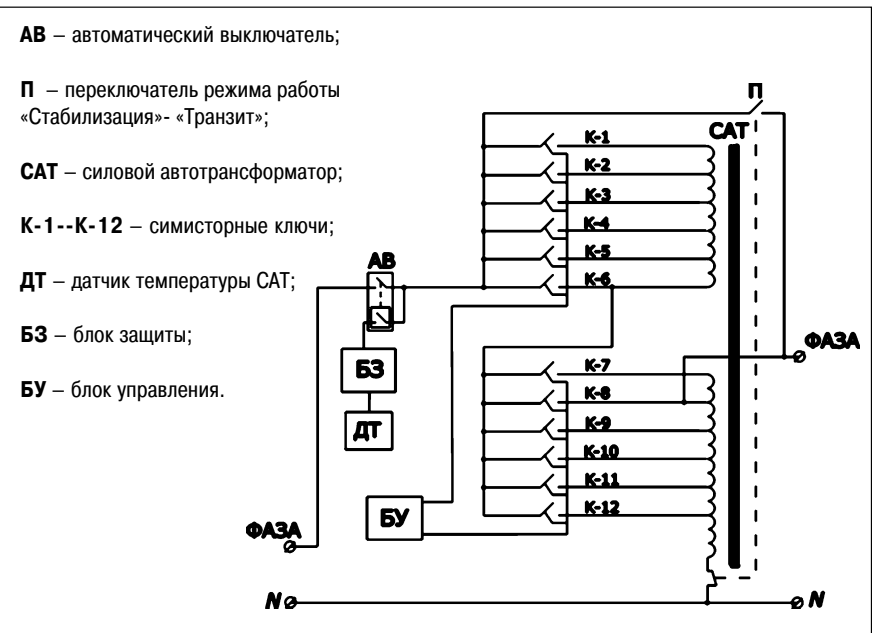 АВ – автоматический выключатель;
П – переключатель режима работы
«Стабилизация»- «Транзит»;
САТ – силовой автотрансформатор;
К-1--К-12 – симисторные ключи;
ДТ – датчик температуры САТ;
БЗ – блок защиты;
БУ – блок управления.
П
САТ
К-1
К-2
К-3
К-4
К-5
АВ
К-6
ФАЗА
БЗ
К-7
К-8
ДТ
К-9
К-10
К-11
К-12
БУ
ФАЗА
N
N